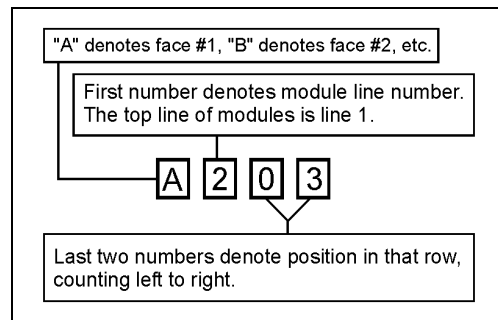 "A" denotes face #1, "B" denotes face #2, etc.
First number denotes module line number.
The top line of modules is line 1.
A 2 0 3
Last two numbers denote position in that row,
counting left to right.